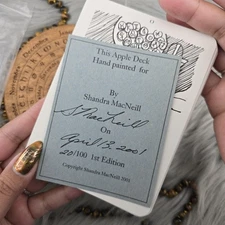 This Apple Deck
Hand painted for
By
Shandra MacNeill
S MacNeill
On
April 13, 2001
20/100 1st Edition
Copyright Shandra MacNeill 2001